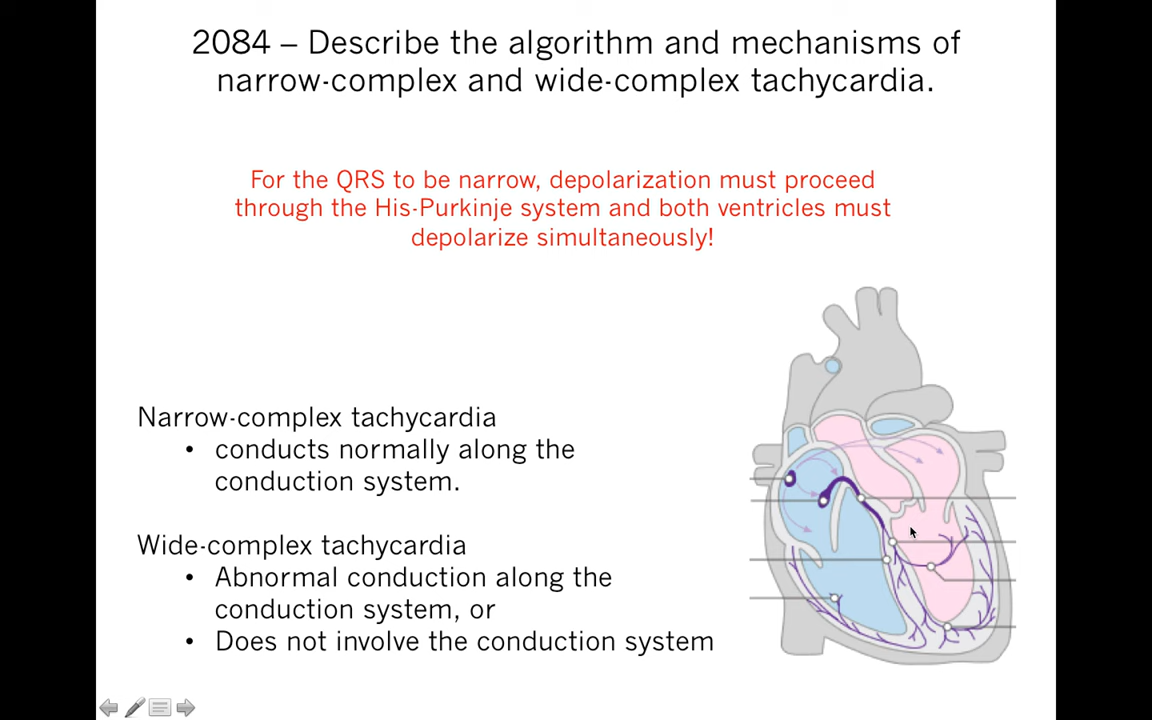 2084 – Describe the algorithm and mechanisms of
narrow-complex and wide-complex tachycardia.
For the QRS to be narrow, depolarization must proceed
through the His-Purkinje system and both ventricles must
depolarize simultaneously!
Narrow-complex tachycardia
• conducts normally along the
conduction system.
Wide-complex tachycardia
• Abnormal conduction along the
conduction system, or
• Does not involve the conduction system